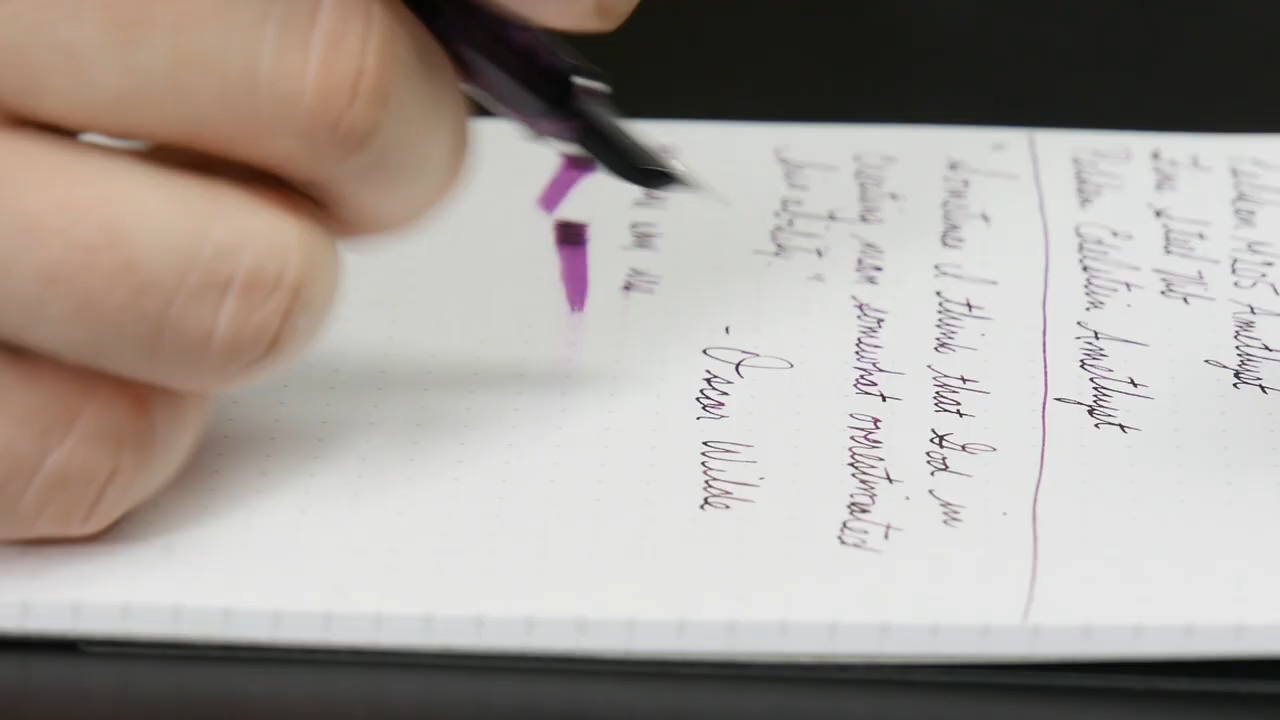 Pelikan M205 Amethyst
Fine Steel Nib
Pelikan Edelstein Amethyst
"Sometimes I think that God in
creating man somewhat overestimated
his ability."
- Oscar Wilde